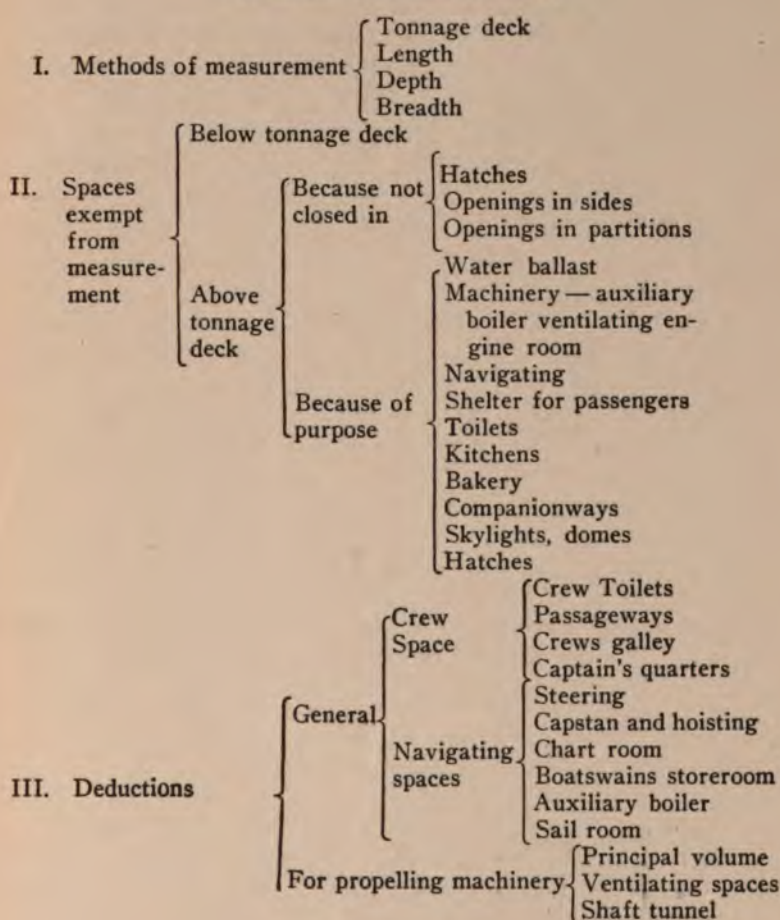 I. Methods of measurement
Tonnage deck
Length
Depth
Breadth
II. Spaces
exempt
from
measure-
ment
Below tonnage deck
Above
tonnage
deck
Because not
closed in
Hatches
Openings in sides
Openings in partitions
Because of
purpose
Water ballast
Machinery — auxiliary
boiler ventilating en-
gine room
Navigating
Shelter for passengers
Toilets
Kitchens
Bakery
Companionways
Skylights, domes
Hatches
III. Deductions
General
Crew
Space
Crew Toilets
Passageways
Crews galley
Captain's quarters
Navigating
spaces
Steering
Capstan and hoisting
Chart room
Boatswains storeroom
Auxiliary boiler
Sail room
For propelling machinery
Principal volume
Ventilating spaces
Shaft tunnel